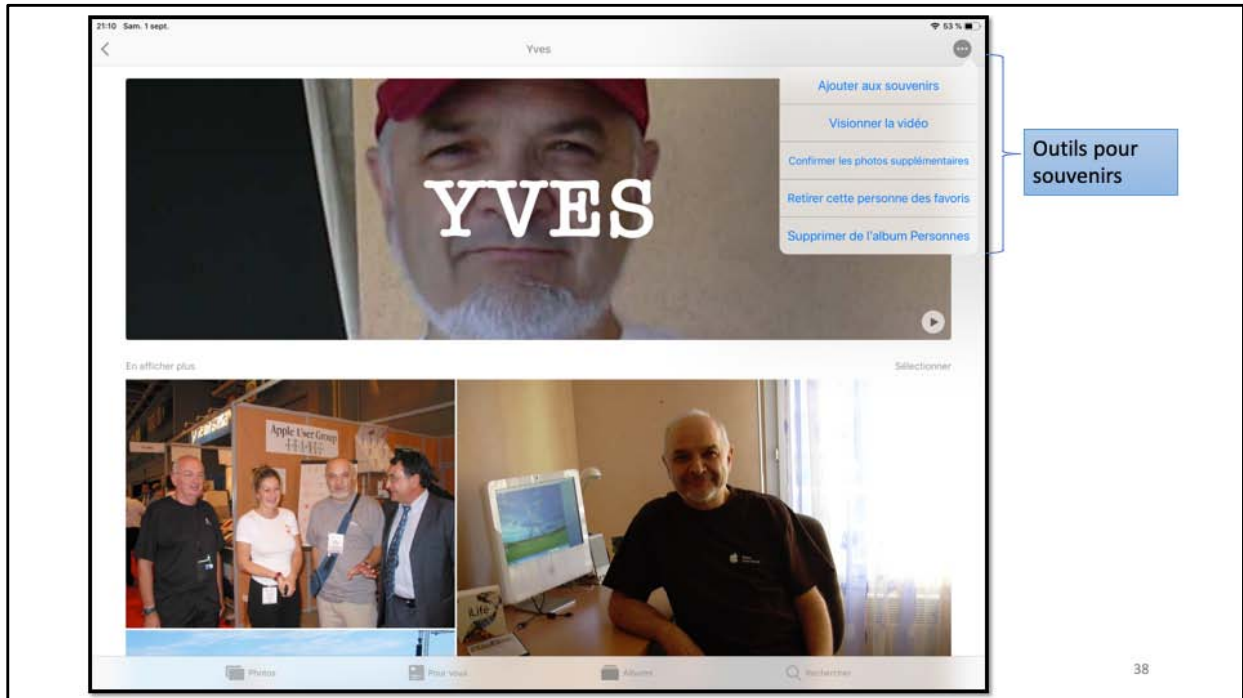 21:10 Sam. 1 sept.
53 %
Yves
Ajouter aux souvenirs
Visionner la vidéo
Confirmer les photos supplémentaires
Retirer cette personne des favoris
Supprimer de l'album Personnes
Outils pour
souvenirs
YVES
En afficher plus
Sélectionner
Apple User Group
iLife
Photos
Pour vous
Albums
Rechercher
38